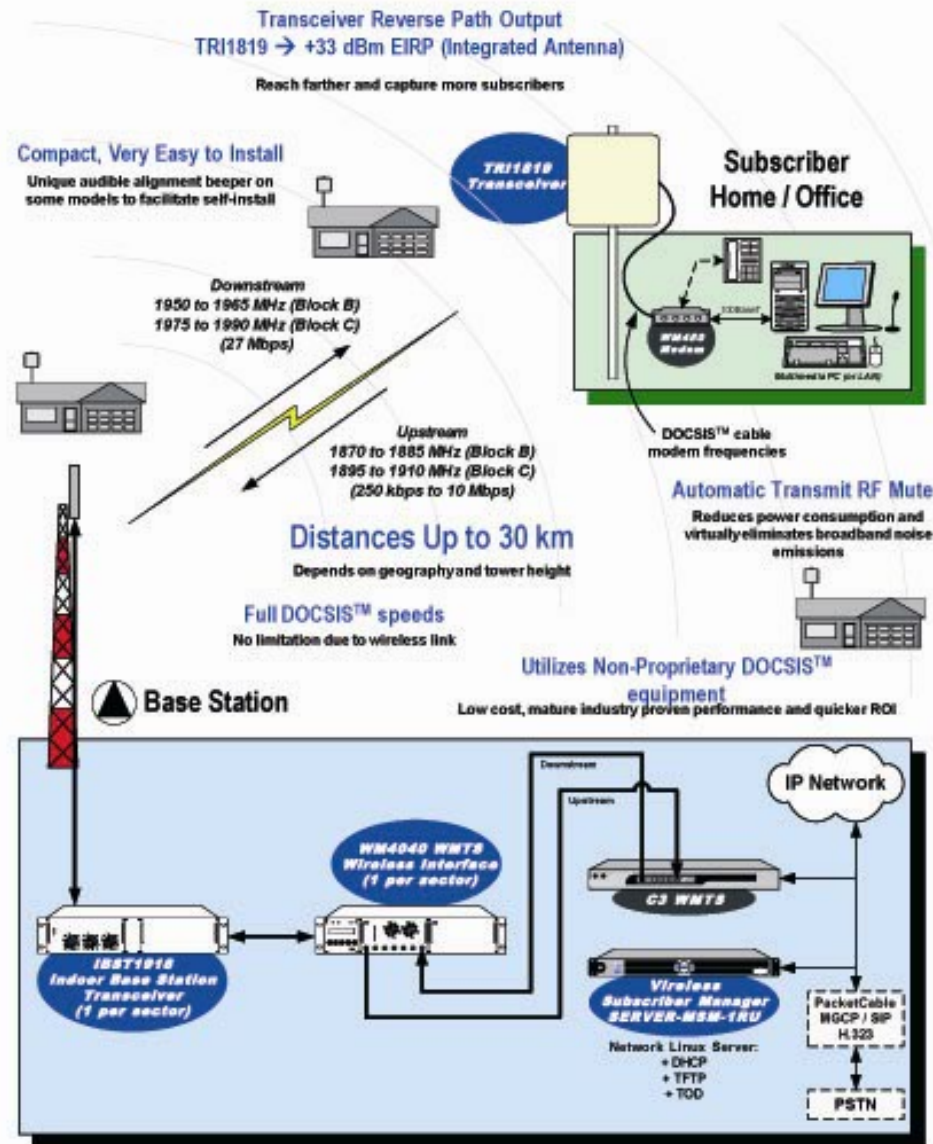 Transceiver Reverse Path Output
TRI1819 → +33 dBm EIRP (Integrated Antenna)
Reach farther and capture more subscribers
Compact, Very Easy to Install
Unique audible alignment beeper on
some models to facilitate self-install
TRI1819
Transceiver
Subscriber
Home / Office
100BaseT
WM488
Modem
Multimedia PC (or LAN)
Downstream
1950 to 1965 MHz (Block B)
1975 to 1990 MHz (Block C)
(27 Mbps)
Upstream
1870 to 1885 MHz (Block B)
1895 to 1910 MHz (Block C)
(250 kbps to 10 Mbps)
DOCSIS™ cable
modem frequencies
Automatic Transmit RF Mute
Reduces power consumption and
virtually eliminates broadband noise
emissions
Distances Up to 30 km
Depends on geography and tower height
Full DOCSIS™ speeds
No limitation due to wireless link
Utilizes Non-Proprietary DOCSIS™
equipment
Low cost, mature industry proven performance and quicker ROI
Base Station
Downstream
Upstream
IP Network
WM4040 WMTS
Wireless Interface
(1 per sector)
C3 WMTS
IBST1918
Indoor Base Station
Transceiver
(1 per sector)
Wireless
Subscriber Manager
SERVER-MSM-1RU
Network Linux Server:
+ DHCP
+ TFTP
+ TOD
PacketCable
MGCP / SIP
H.323
PSTN